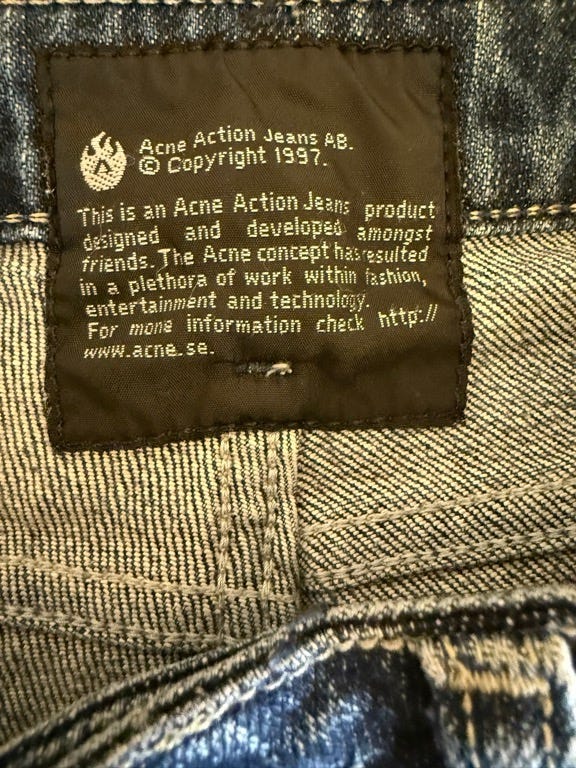 Acne Action Jeans AB.
© Copyright 1997.
This is an Acne Action Jeans product
designed and developed amongst
friends. The Acne concept has resulted
in a plethora of work within fashion,
entertainment and technology.
For more information check http://
www.acne.se.